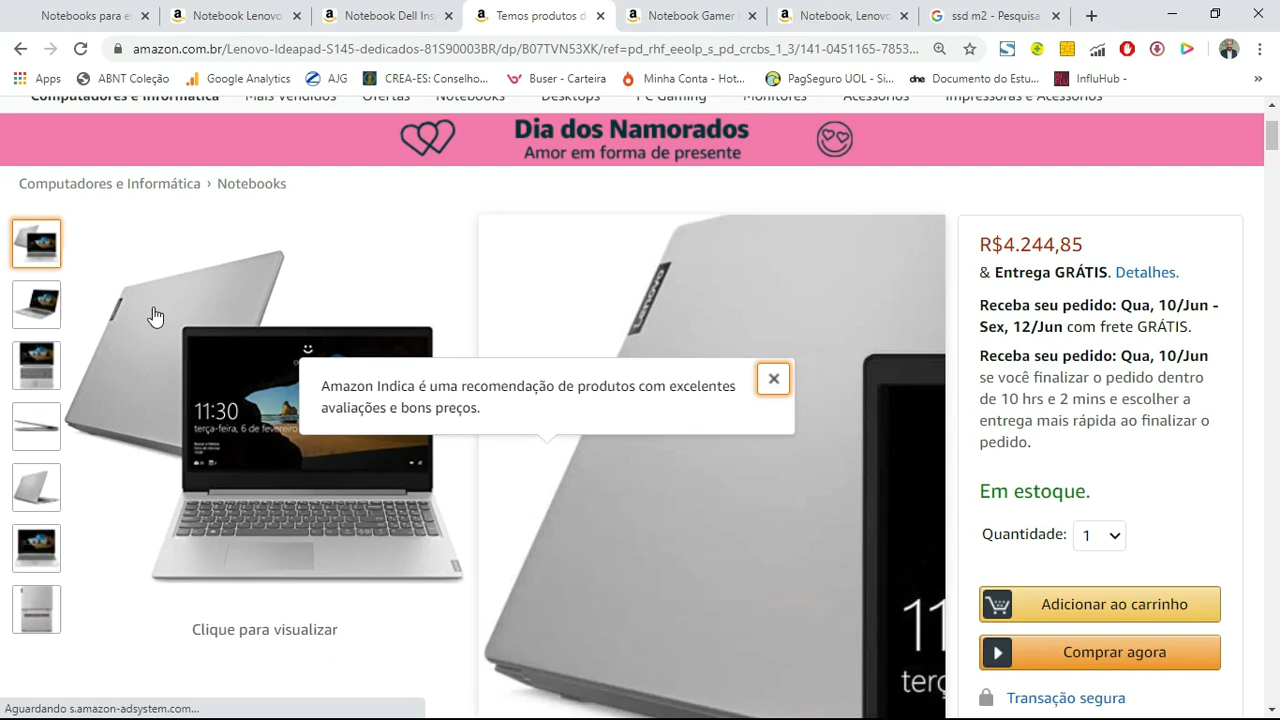 Notebooks para e
Notebook Lenovo
Notebook Dell Ins
Temos produtos d
Notebook Gamer
Notebook, Lenovo
ssd m2 - Pesquisa
amazon.com.br/Lenovo-Ideapad-S145-dedicados-81S90003BR/dp/B07TVN53XK/ref=pd_rhf_eeolp_s_pd_crcbs_1_3/141-0451165-7853...
Apps
ABNT Coleção
Google Analytics
AJG
CREA-ES: Conselho...
Buser - Carteira
Minha Conta - Hot...
PagSeguro UOL - Si...
Documento do Estu...
InfluHub -
Computadores e Informática
Mais Vendidos
Ofertas
Notebooks
Desktops
PC Gaming
Monitores
Acessórios
Impressoras e Acessórios
Dia dos Namorados
Amor em forma de presente
Computadores e Informática › Notebooks
Lenovo
11:30
terça-feira, 6 de fevereiro
Amazon Indica é uma recomendação de produtos com excelentes
avaliações e bons preços.
11
terç
Clique para visualizar
R$4.244,85
& Entrega GRÁTIS. Detalhes.
Receba seu pedido: Qua, 10/Jun -
Sex, 12/Jun com frete GRÁTIS.
Receba seu pedido: Qua, 10/Jun
se você finalizar o pedido dentro
de 10 hrs e 2 mins e escolher a
entrega mais rápida ao finalizar o
pedido.
Em estoque.
Quantidade: 1
Adicionar ao carrinho
Comprar agora
Transação segura
Aguardando s.amazon-adsystem.com...